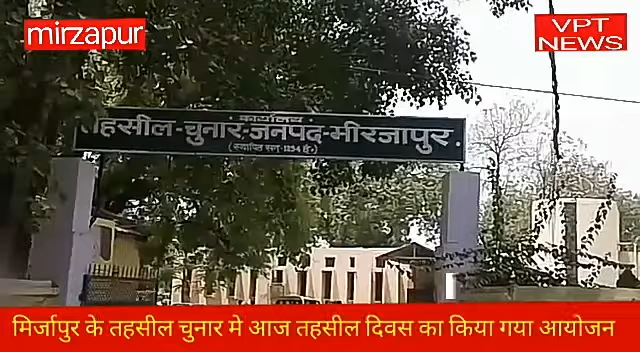 mirzapur
VPT
NEWS
कार्यालय
तहसील-चुनार-जनपद-मीरजापुर.
मिर्जापुर के तहसील चुनार मे आज तहसील दिवस का किया गया आयोजन